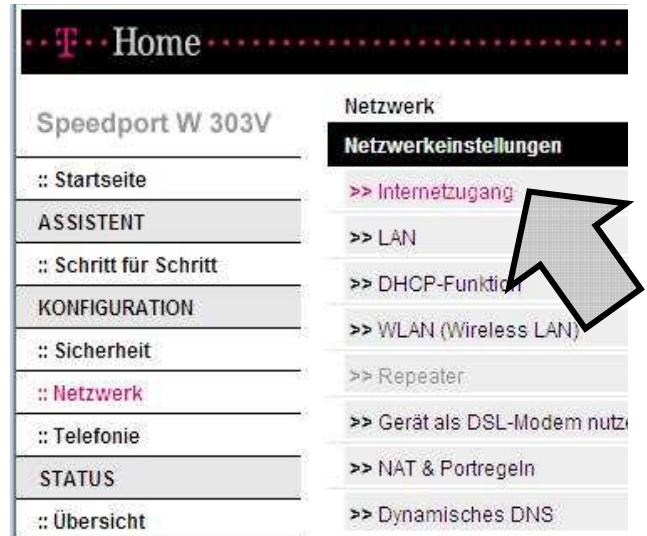 T Home
Speedport W 303V
:: Startseite
ASSISTENT
:: Schritt für Schritt
KONFIGURATION
:: Sicherheit
:: Netzwerk
:: Telefonie
STATUS
:: Übersicht
Netzwerk
Netzwerkeinstellungen
>> Internetzugang
>> LAN
>> DHCP-Funktion
>> WLAN (Wireless LAN)
>> Repeater
>> Gerät als DSL-Modem nutze
>> NAT & Portregeln
>> Dynamisches DNS